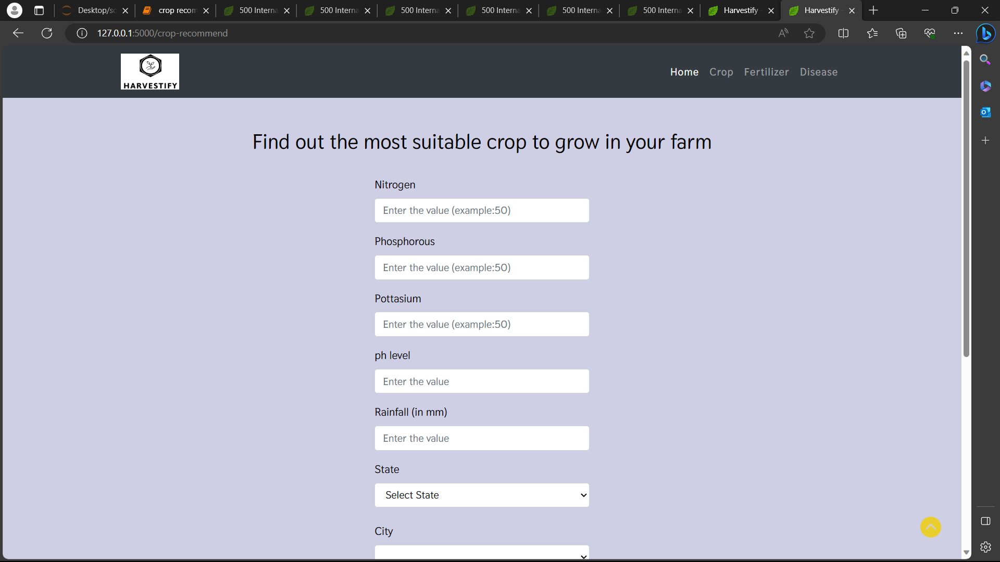 Desktop/sc
crop recom
500 Interna
500 Interna
500 Interna
500 Interna
500 Interna
500 Interna
Harvestify -
Harvestify -
127.0.0.1:5000/crop-recommend
HARVESTIFY
Home Crop Fertilizer Disease
Find out the most suitable crop to grow in your farm
Nitrogen
Enter the value (example:50)
Phosphorous
Enter the value (example:50)
Pottasium
Enter the value (example:50)
ph level
Enter the value
Rainfall (in mm)
Enter the value
State
Select State
City